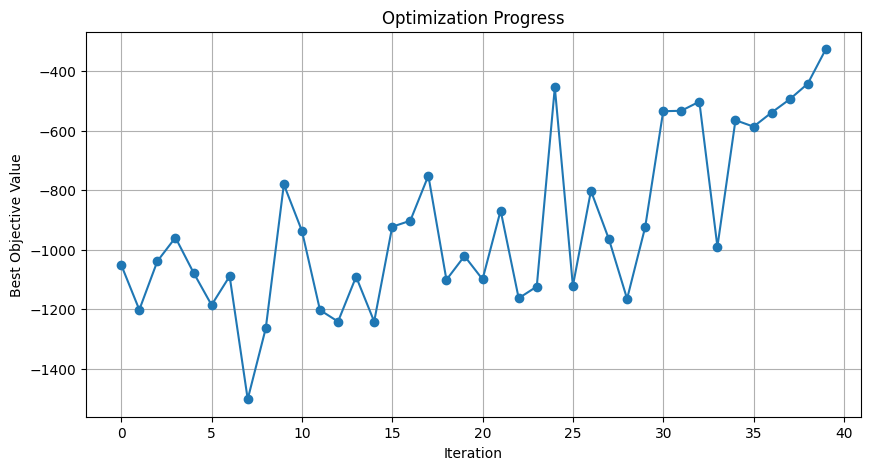 Optimization Progress
Best Objective Value
−400
−600
−800
−1000
−1200
−1400
0 5 10 15 20 25 30 35 40
Iteration